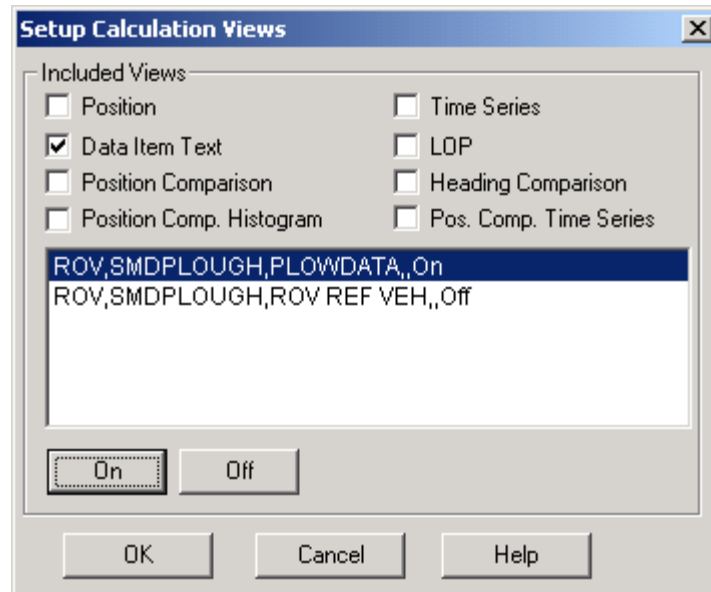 Setup Calculation Views
Included Views
Position
Time Series
Data Item Text
LOP
Position Comparison
Heading Comparison
Position Comp. Histogram
Pos. Comp. Time Series
ROV,SMDPLOUGH,PLOWDATA,,On
ROV,SMDPLOUGH,ROV REF VEH,,Off
On
Off
OK
Cancel
Help